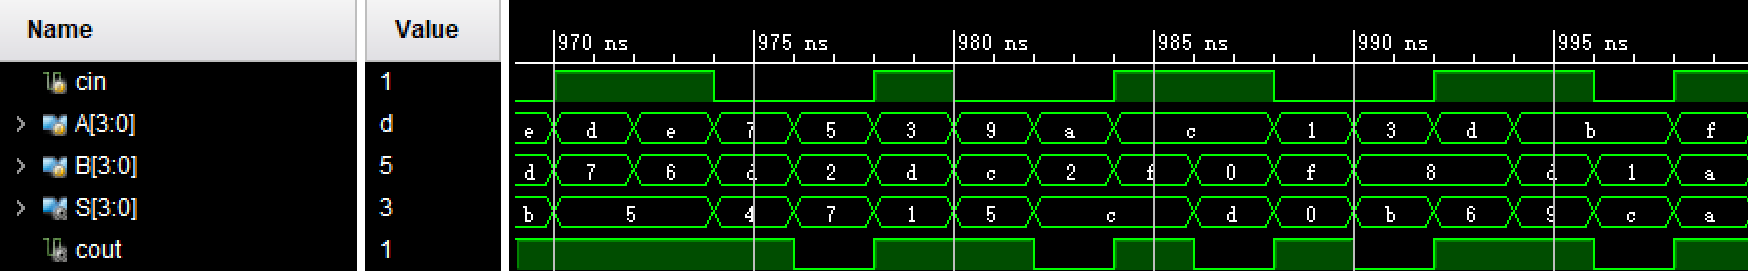 Name Value
970 ns 975 ns 980 ns 985 ns 990 ns 995 ns
cin 1
A[3:0] d e d e 7 5 3 9 a c 1 3 d b f
B[3:0] 5 d 7 6 d 2 d c 2 f 0 f 8 d 1 a
S[3:0] 3 b 5 4 7 1 5 c d 0 b 6 9 c a
cout 1